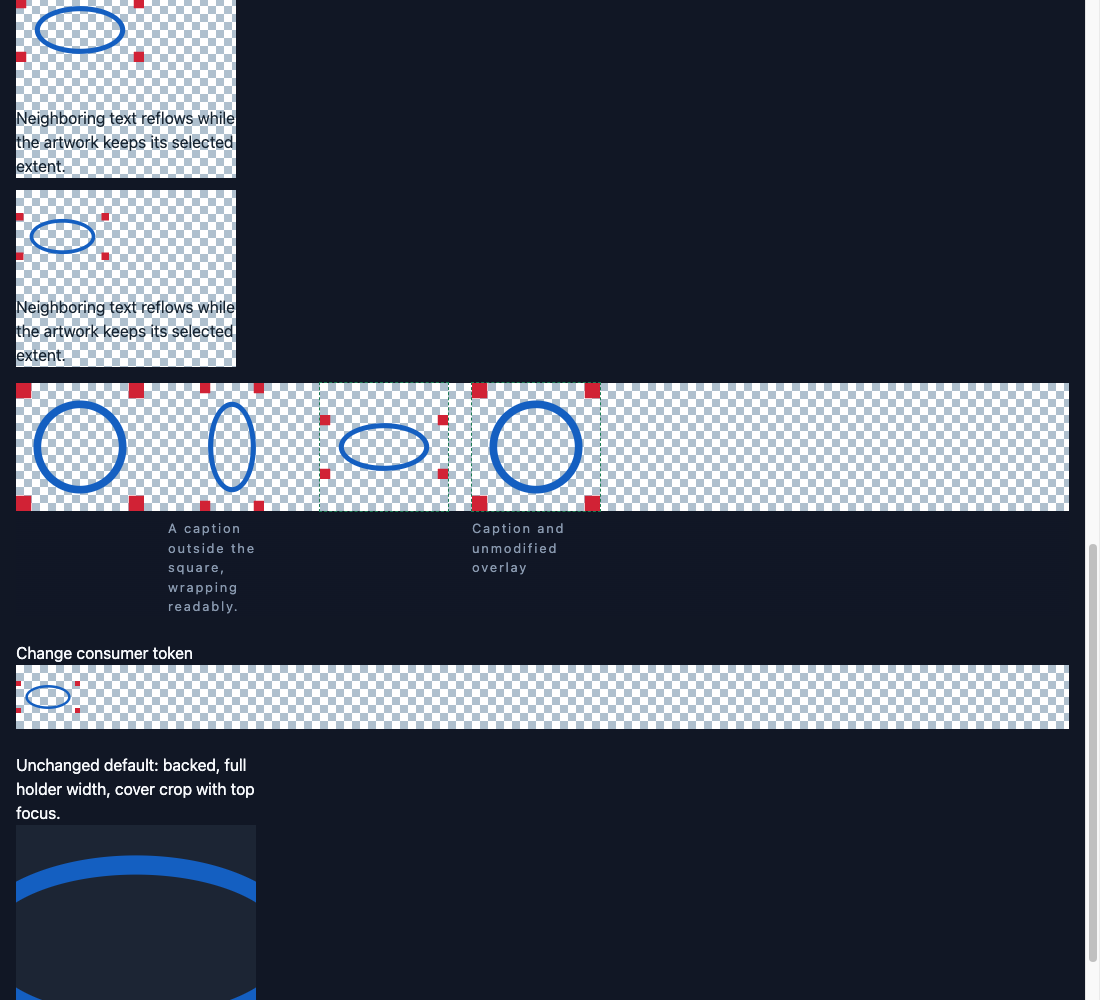 Neighboring text reflows while
the artwork keeps its selected
extent.
Neighboring text reflows while
the artwork keeps its selected
extent.
A caption
outside the
square,
wrapping
readably.
Caption and
unmodified
overlay
Change consumer token
Unchanged default: backed, full
holder width, cover crop with top
focus.